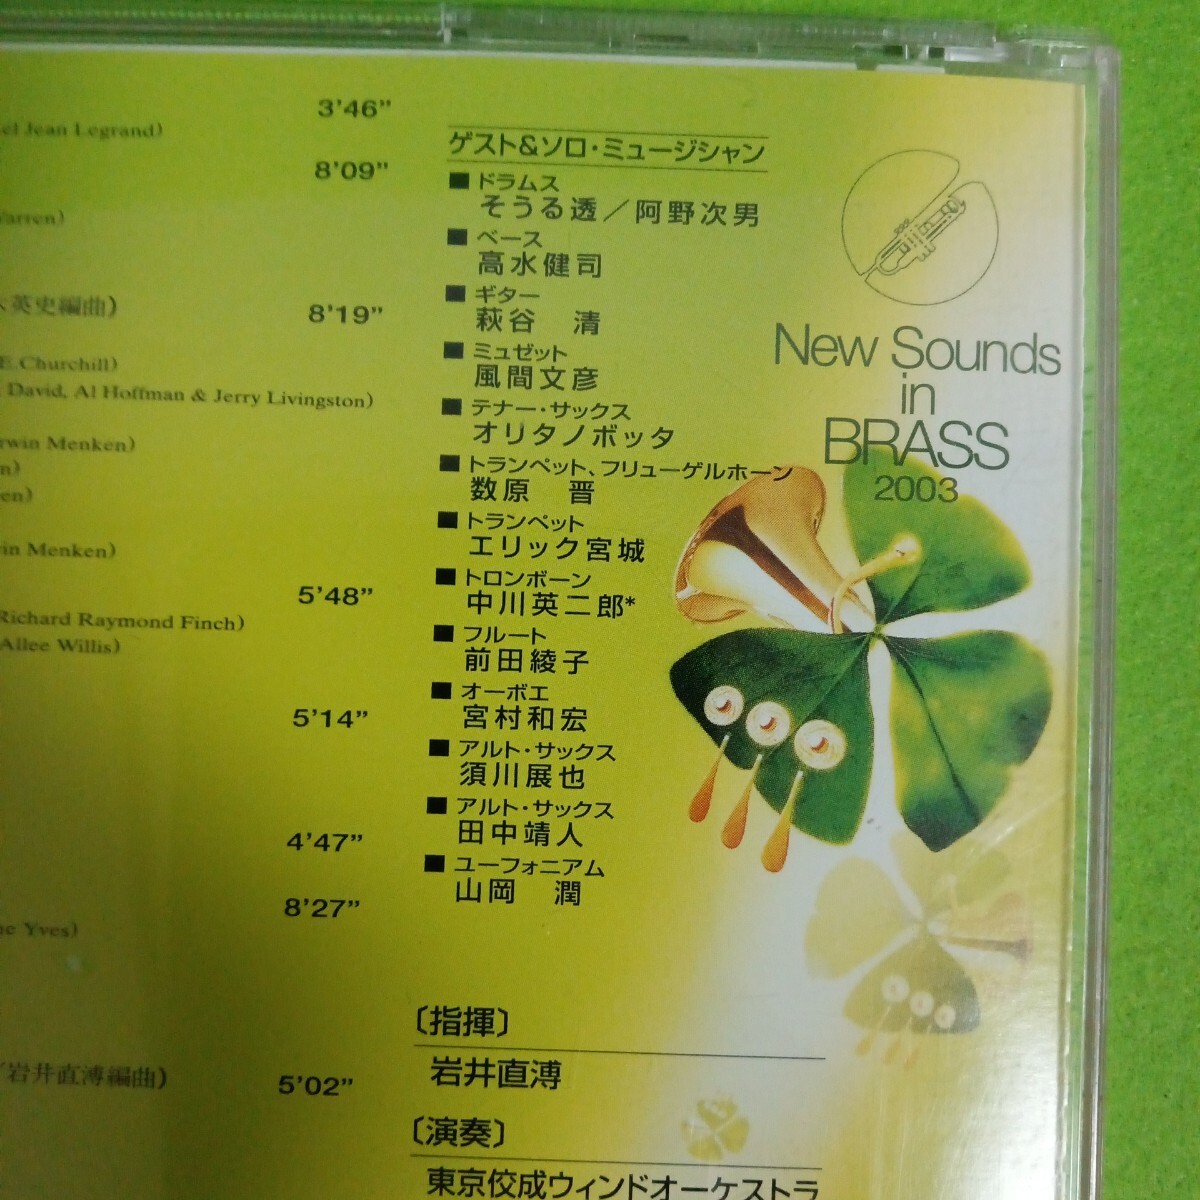 3'46”
el Jean Legrand)
8'09”
Warren)
英史編曲)
8'19”
E.Churchill)
David, Al Hoffman & Jerry Livingston)
rwin Menken)
n)
en)
in Menken)
5'48”
Richard Raymond Finch)
Allee Willis)
5'14”
4'47”
8'27”
ne Yves)
岩井直溥編曲)
5'02”
ゲスト&ソロ・ミュージシャン
■ドラムス
そうる透／阿野次男
■ベース
高水健司
■ギター
萩谷　清
■ミュゼット
風間文彦
■テナー・サックス
オリタノボッタ
■トランペット、フリューゲルホーン
数原　晋
■トランペット
エリック宮城
■トロンボーン
中川英二郎*
■フルート
前田綾子
■オーボエ
宮村和宏
■アルト・サックス
須川展也
■アルト・サックス
田中靖人
■ユーフォニアム
山岡　潤
〔指揮〕
岩井直溥
〔演奏〕
東京佼成ウィンドオーケストラ
New Sounds
in
BRASS
2003